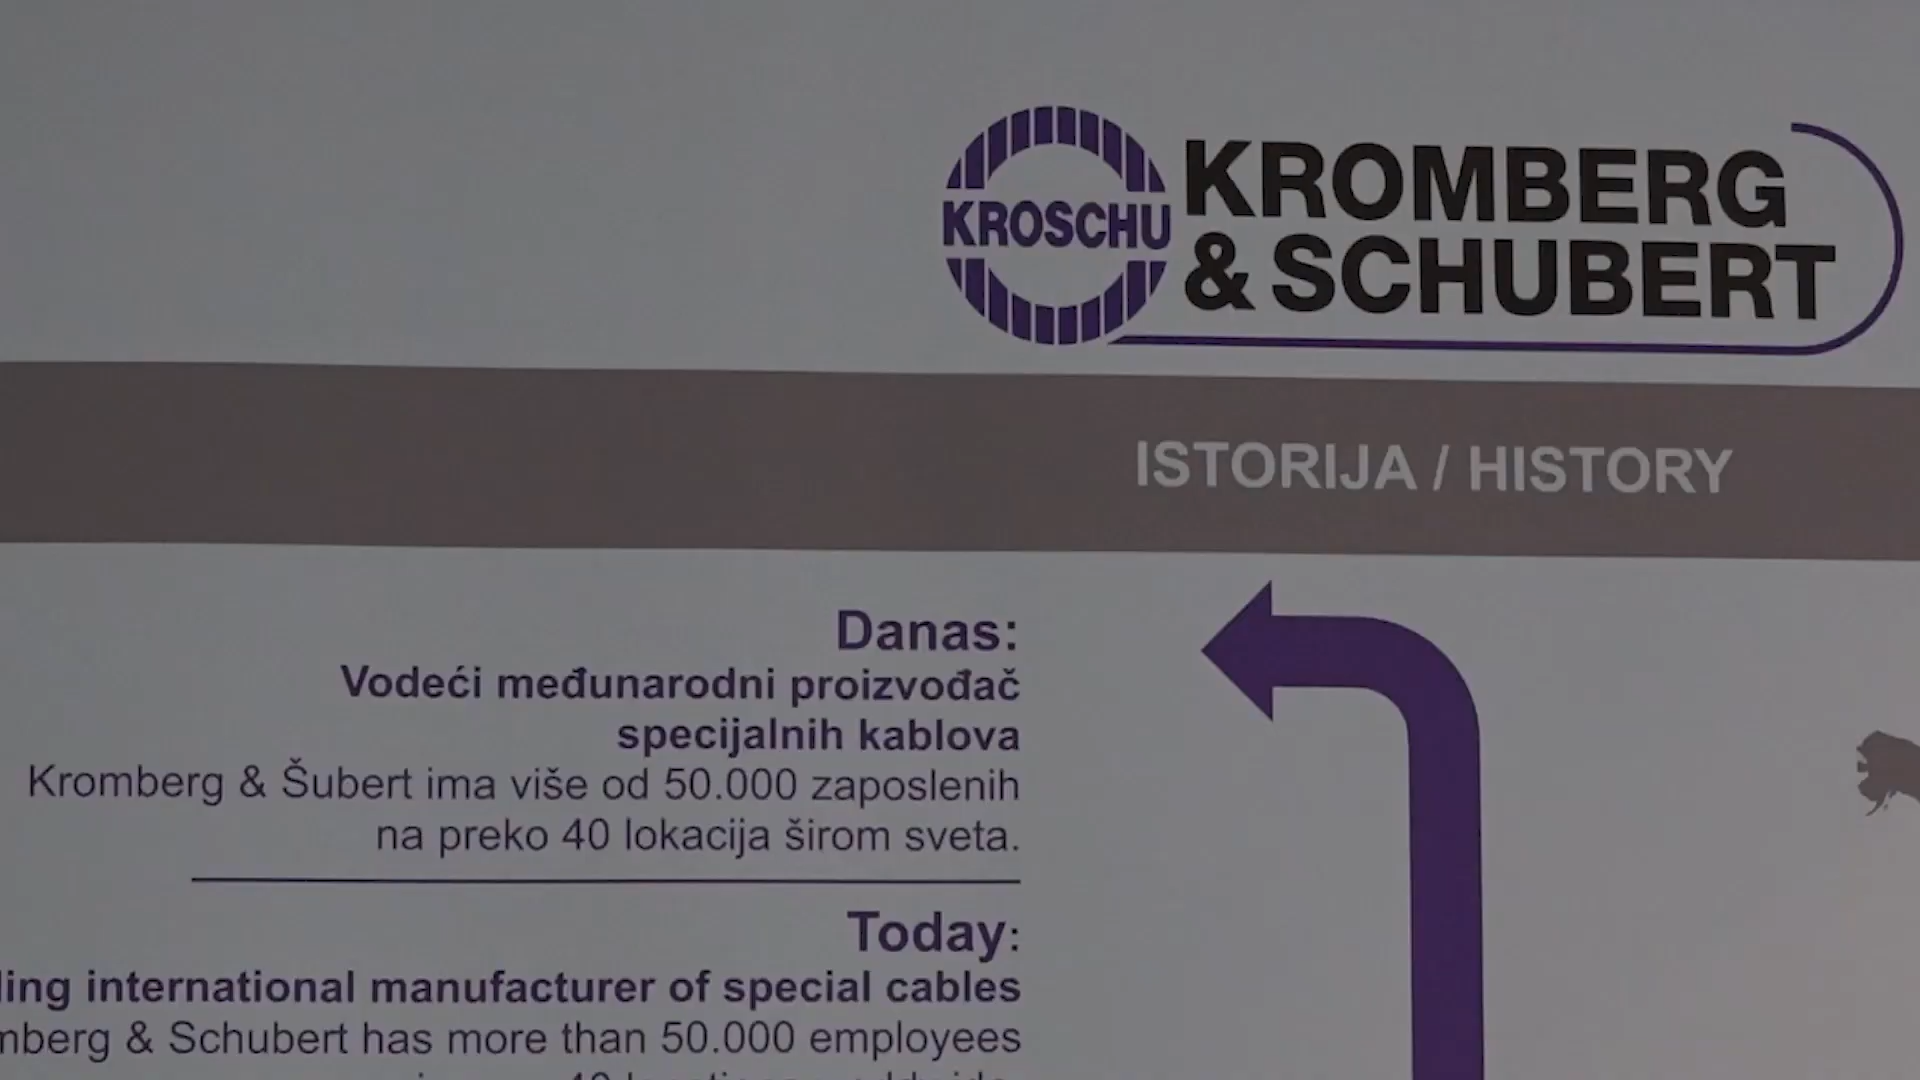 KROSCHU
KROMBERG
& SCHUBERT
ISTORIJA / HISTORY
Danas:
Vodeći međunarodni proizvođač
specijalnih kablova
Kromberg & Šubert ima više od 50.000 zaposlenih
na preko 40 lokacija širom sveta.
Today:
international manufacturer of special cables
& Schubert has more than 50.000 employees